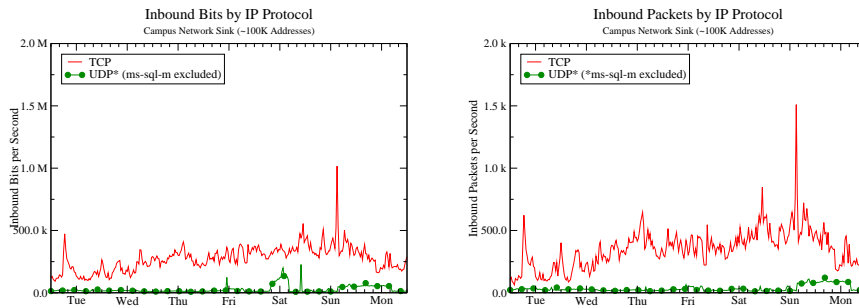 Inbound Bits by IP Protocol
Campus Network Sink (~100K Addresses)
2.0 M
1.5 M
1.0 M
500.0 k
0.0
Inbound Bits per Second
TCP
UDP* (ms-sql-m excluded)
Tue Wed Thu Fri Sat Sun Mon
Inbound Packets by IP Protocol
Campus Network Sink (~100K Addresses)
2.0 k
1.5 k
1.0 k
500.0
0.0
Inbound Packets per Second
TCP
UDP* (*ms-sql-m excluded)
Tue Wed Thu Fri Sat Sun Mon